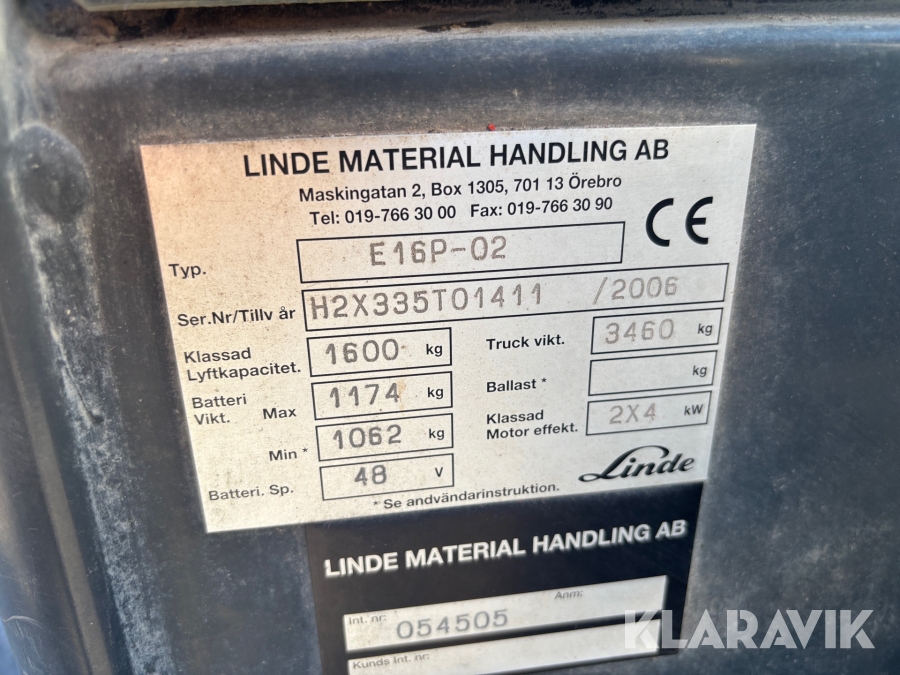 LINDE MATERIAL HANDLING AB
Maskingatan 2, Box 1305, 701 13 Örebro
Tel: 019-766 30 00 Fax: 019-766 30 90
CE
Typ. E16P-02
Ser.Nr/Tillv år H2X335T01411 /2006
Klassad Lyftkapacitet. 1600 kg
Truck vikt. 3460 kg
Batteri Vikt. Max 1174 kg
Ballast * kg
Min * 1062 kg
Klassad Motor effekt. 2X4 kW
Batteri. Sp. 48 V
Linde
* Se andvändarinstruktion.
LINDE MATERIAL HANDLING AB
Int. nr: 054505 Anm:
Kunds Int. nr:
KLARAVIK